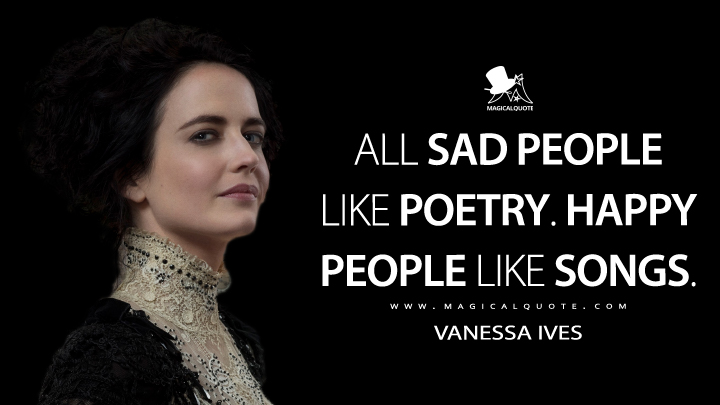 MAGICALQUOTE
ALL SAD PEOPLE
LIKE POETRY. HAPPY
PEOPLE LIKE SONGS.
WWW.MAGICALQUOTE.COM
VANESSA IVES